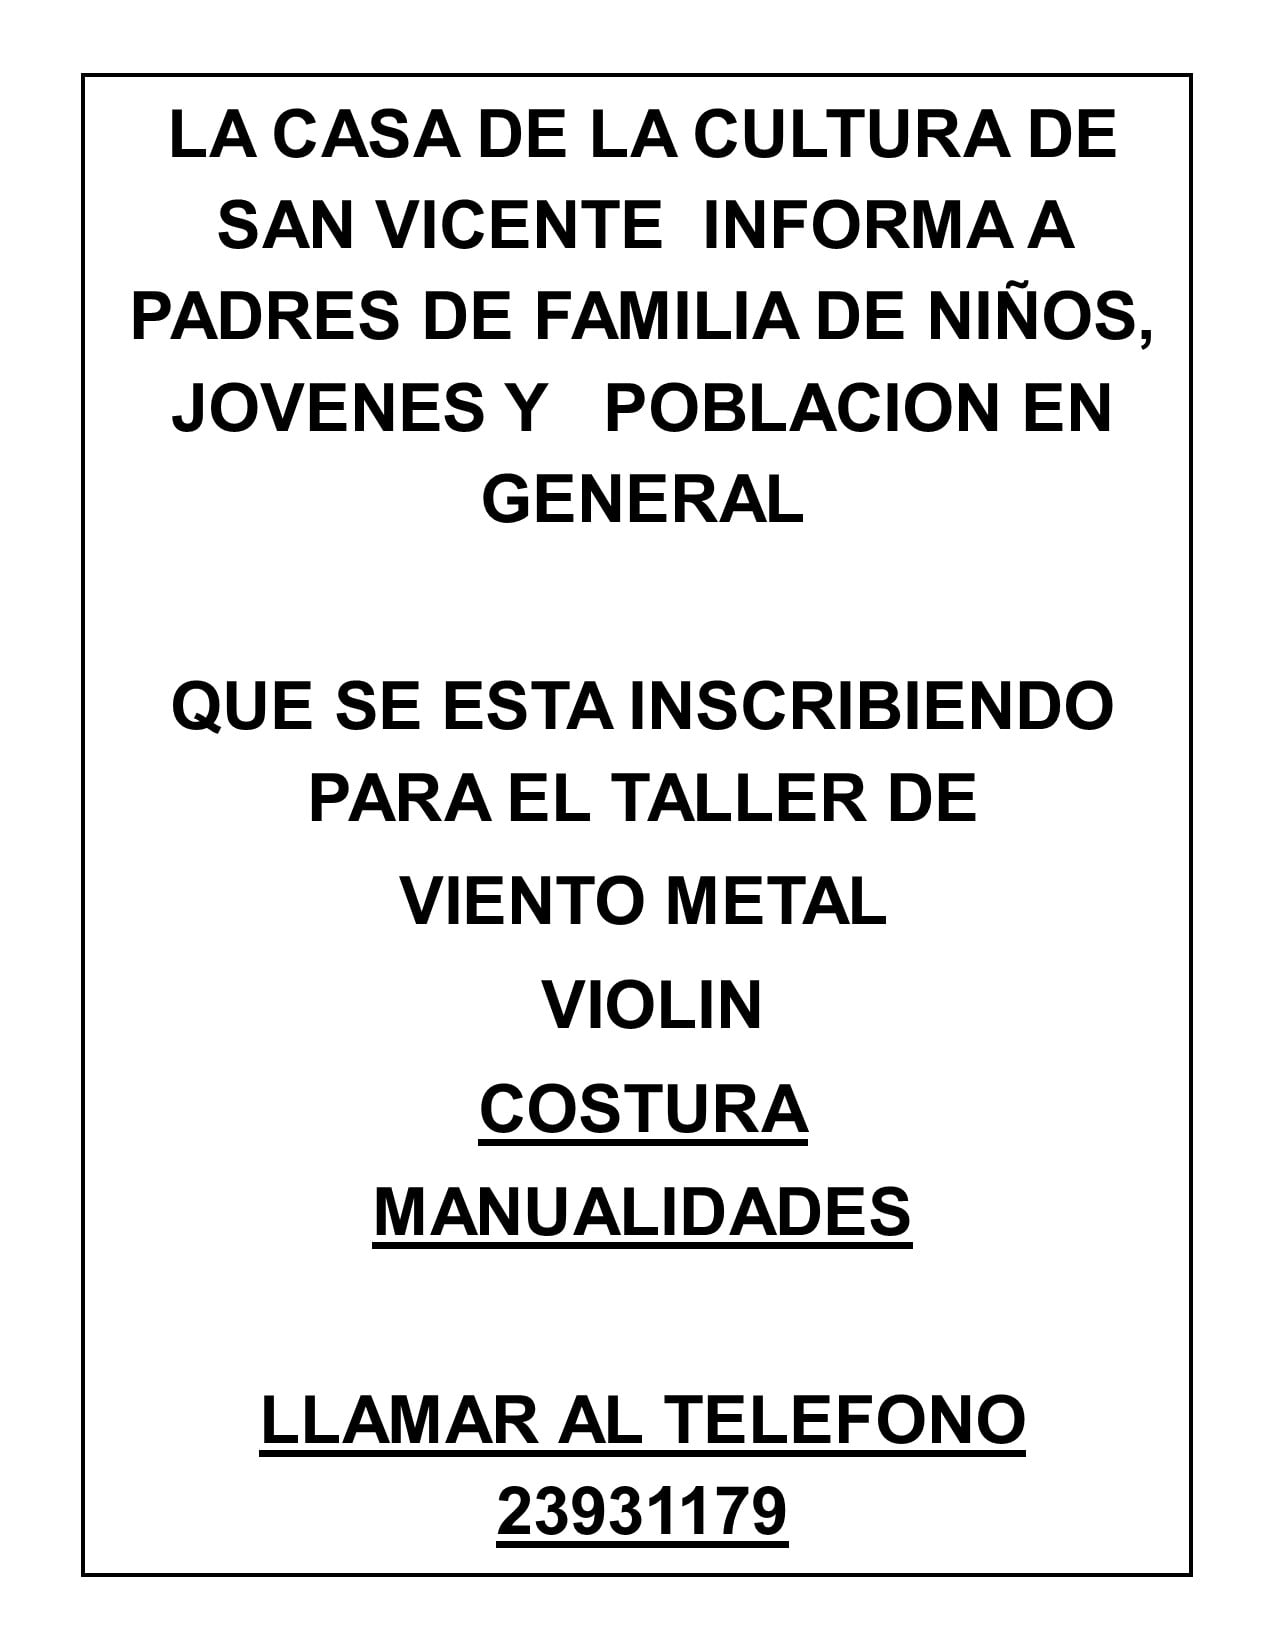 LA CASA DE LA CULTURA DE
SAN VICENTE INFORMA A
PADRES DE FAMILIA DE NIÑOS,
JOVENES Y POBLACION EN
GENERAL
QUE SE ESTA INSCRIBIENDO
PARA EL TALLER DE
VIENTO METAL
VIOLIN
COSTURA
MANUALIDADES
LLAMAR AL TELEFONO
23931179